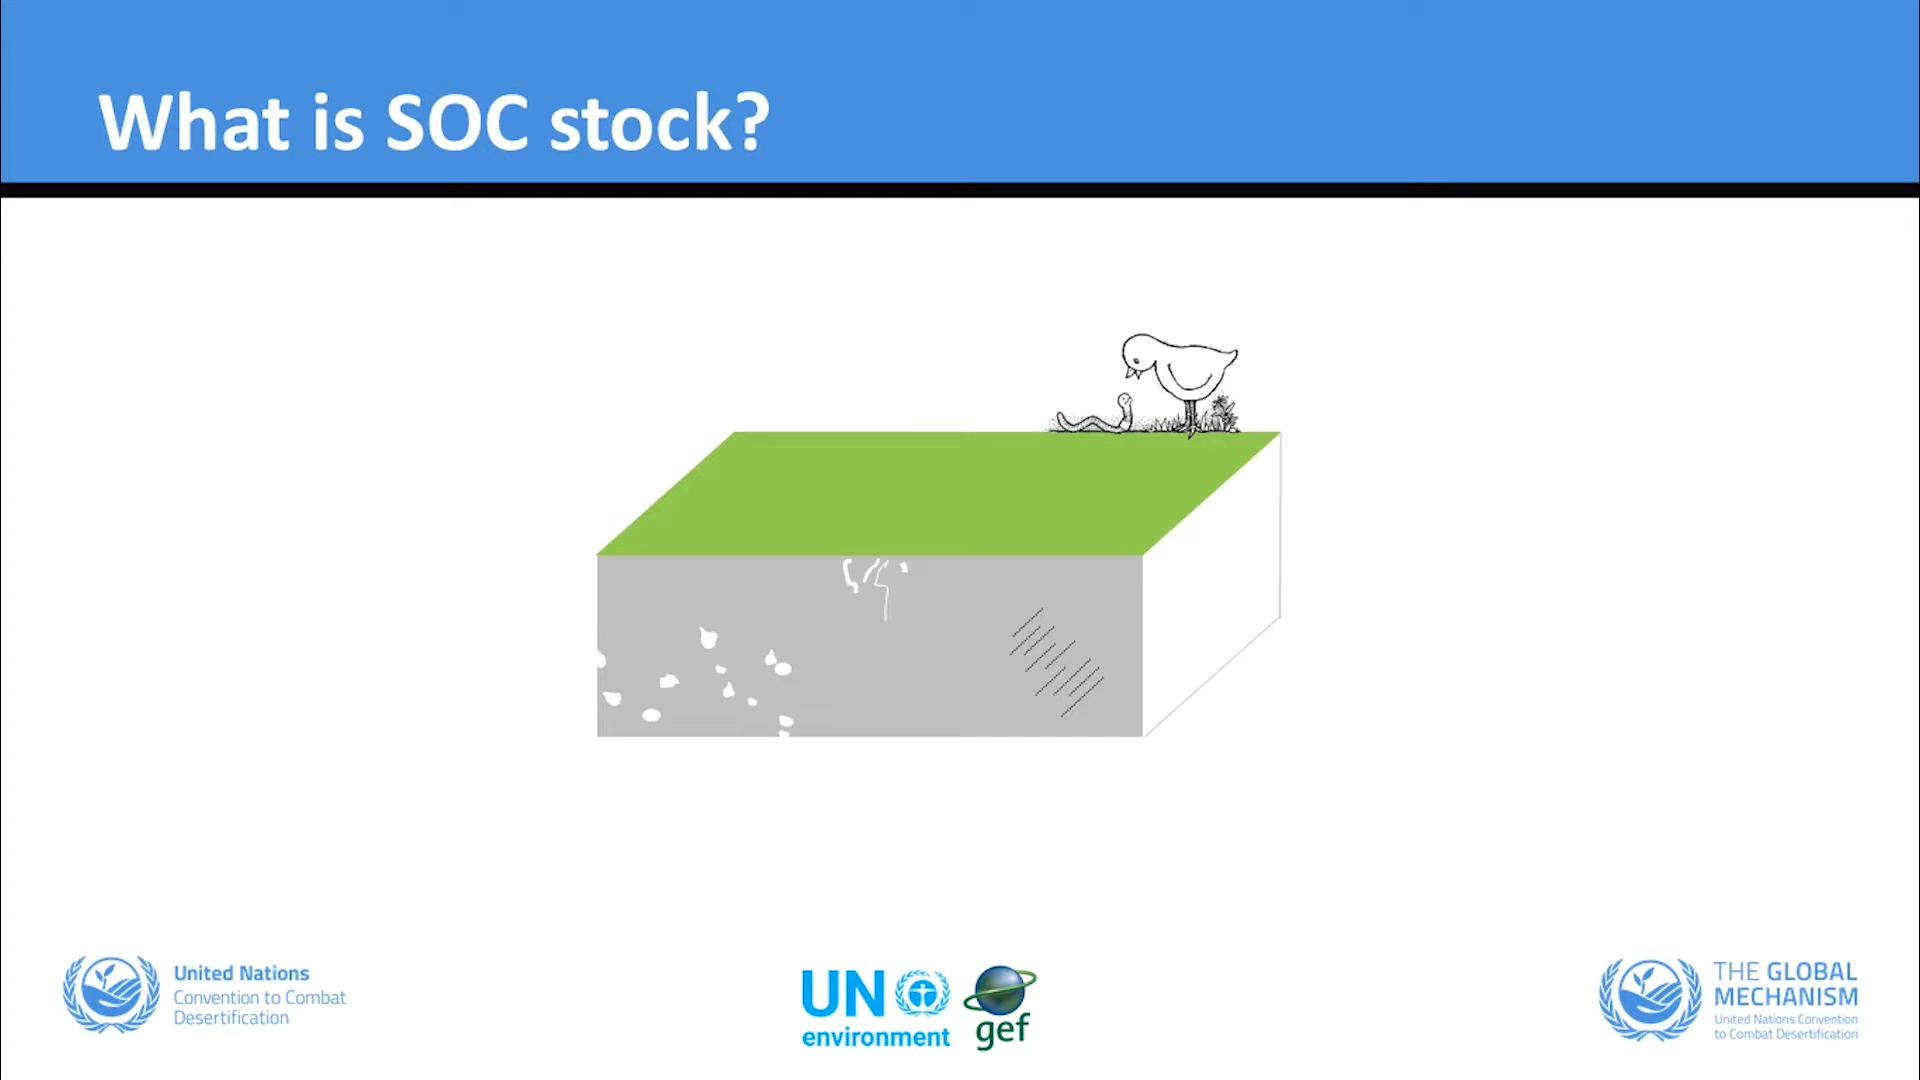 What is SOC stock?
United Nations
Convention to Combat
Desertification
UN
environment
gef
THE GLOBAL
MECHANISM
United Nations Convention
to Combat Desertification